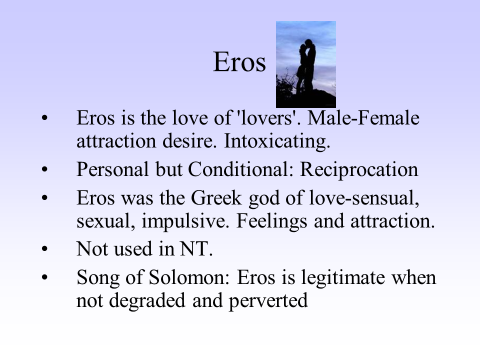 Eros
• Eros is the love of 'lovers'. Male-Female
attraction desire. Intoxicating.
• Personal but Conditional: Reciprocation
• Eros was the Greek god of love-sensual,
sexual, impulsive. Feelings and attraction.
• Not used in NT.
• Song of Solomon: Eros is legitimate when
not degraded and perverted